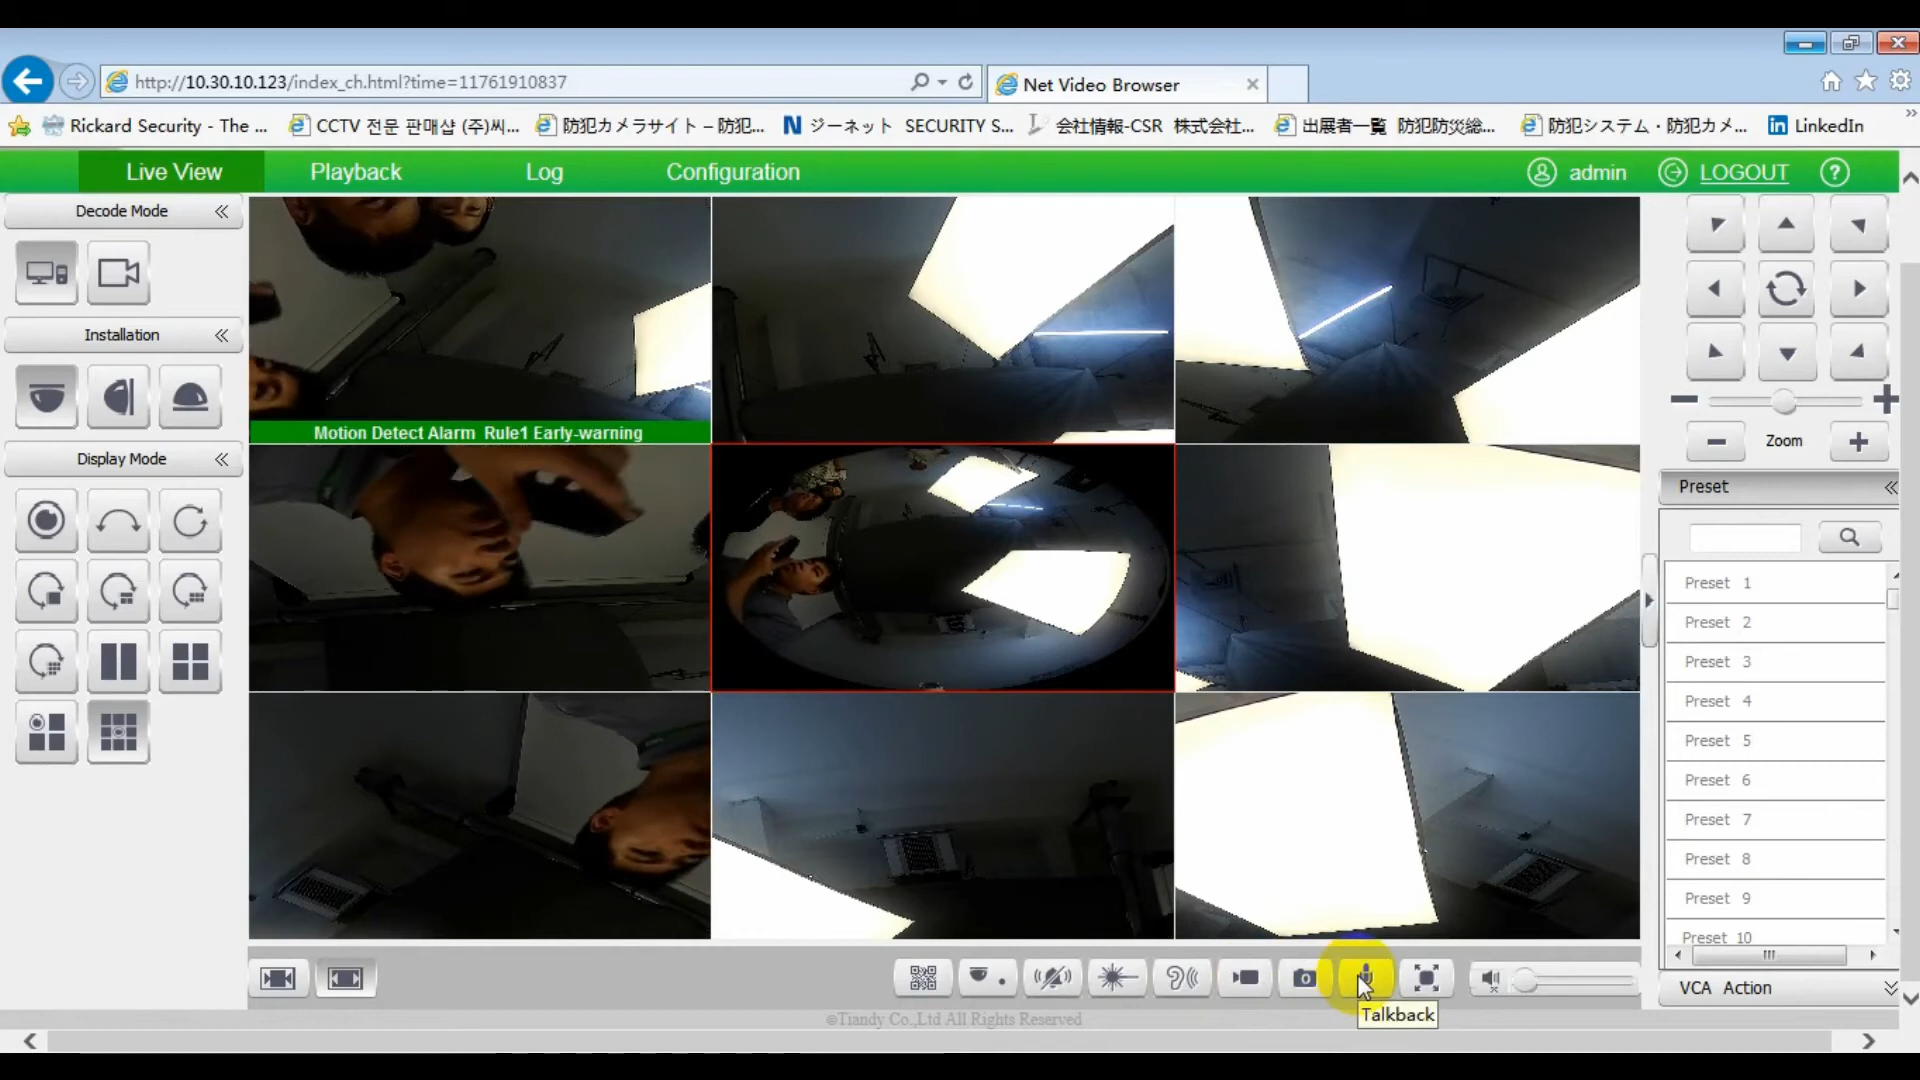 http://10.30.10.123/index_ch.html?time=11761910837
Net Video Browser
Rickard Security - The ...
CCTV 전문 판매샵 (주)씨...
防犯カメラサイト – 防犯...
N ジーネット SECURITY S...
会社情報-CSR 株式会社...
出展者一覧 防犯防災総...
防犯システム・防犯カメ...
in LinkedIn
Live View
Playback
Log
Configuration
admin
LOGOUT
?
Decode Mode
Installation
Display Mode
Motion Detect Alarm Rule1 Early-warning
Zoom
Preset
Preset 1
Preset 2
Preset 3
Preset 4
Preset 5
Preset 6
Preset 7
Preset 8
Preset 9
Preset 10
VCA Action
Talkback
©Tiandy Co.,Ltd All Rights Reserved